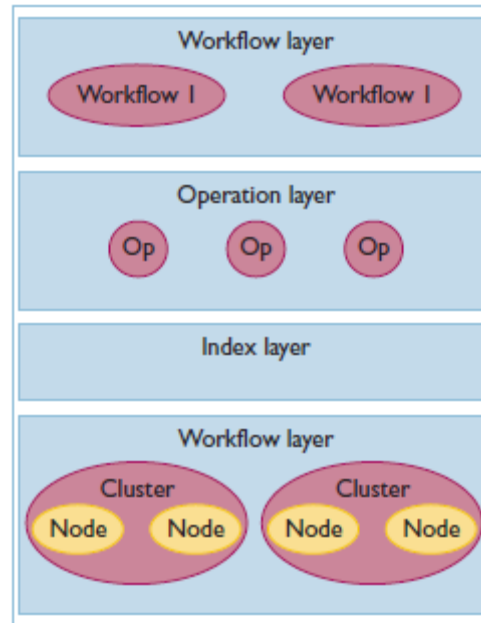 Workflow layer
Workflow 1 Workflow 1
Operation layer
Op Op Op
Index layer
Workflow layer
Cluster Cluster
Node Node Node Node